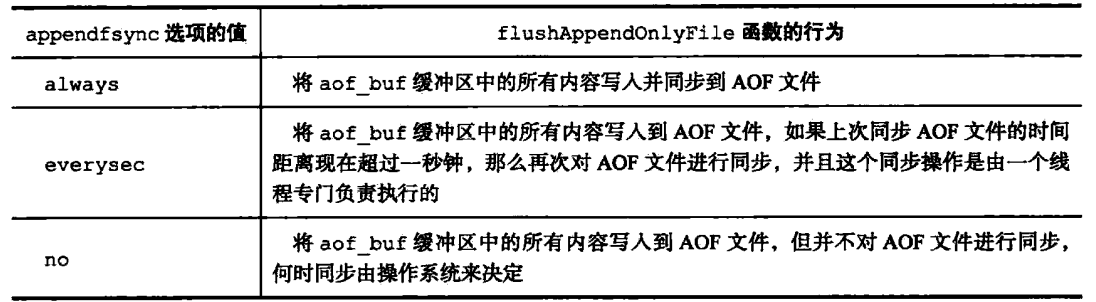 appendfsync 选项的值
flushAppendOnlyFile 函数的行为
always
将 aof_buf 缓冲区中的所有内容写入并同步到 AOF 文件
everysec
将 aof_buf 缓冲区中的所有内容写入到 AOF 文件，如果上次同步 AOF 文件的时间
距离现在超过一秒钟，那么再次对 AOF 文件进行同步，并且这个同步操作是由一个线
程专门负责执行的
no
将 aof_buf 缓冲区中的所有内容写入到 AOF 文件，但并不对 AOF 文件进行同步，
何时同步由操作系统来决定